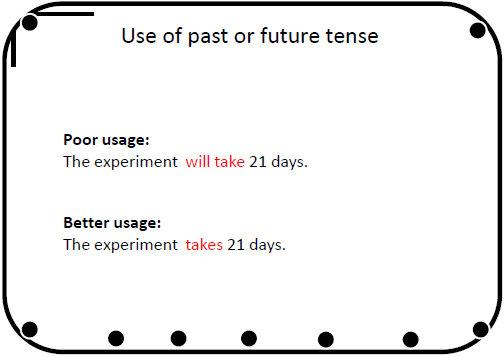 Use of past or future tense
Poor usage:
The experiment will take 21 days.
Better usage:
The experiment takes 21 days.